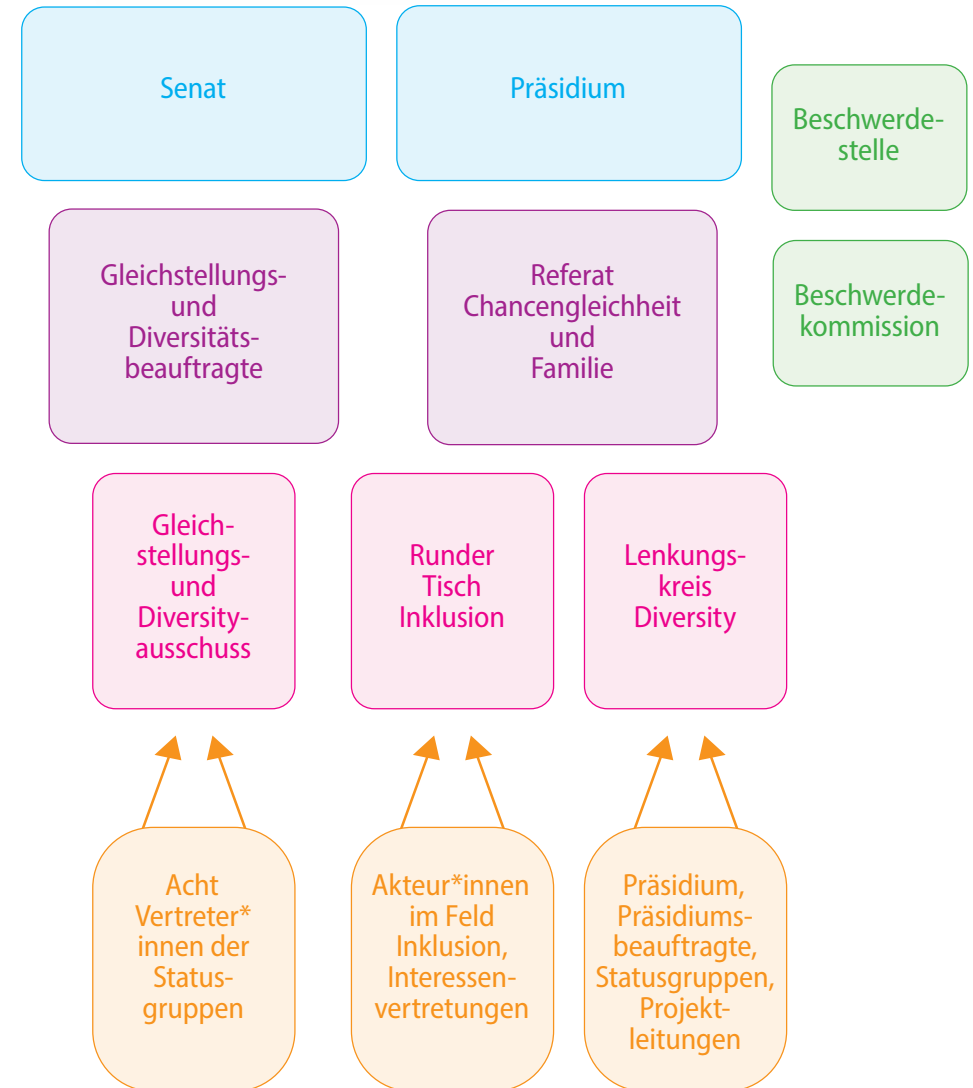 Senat
Präsidium
Beschwerde-
stelle
Gleichstellungs-
und
Diversitäts-
beauftragte
Referat
Chancengleichheit
und
Familie
Beschwerde-
kommission
Gleich-
stellungs-
und
Diversity-
ausschuss
Runder
Tisch
Inklusion
Lenkungs-
kreis
Diversity
Acht
Vertreter*
innen der
Status-
gruppen
Akteur*innen
im Feld
Inklusion,
Interessen-
vertretungen
Präsidium,
Präsidiums-
beauftragte,
Statusgruppen,
Projekt-
leitungen